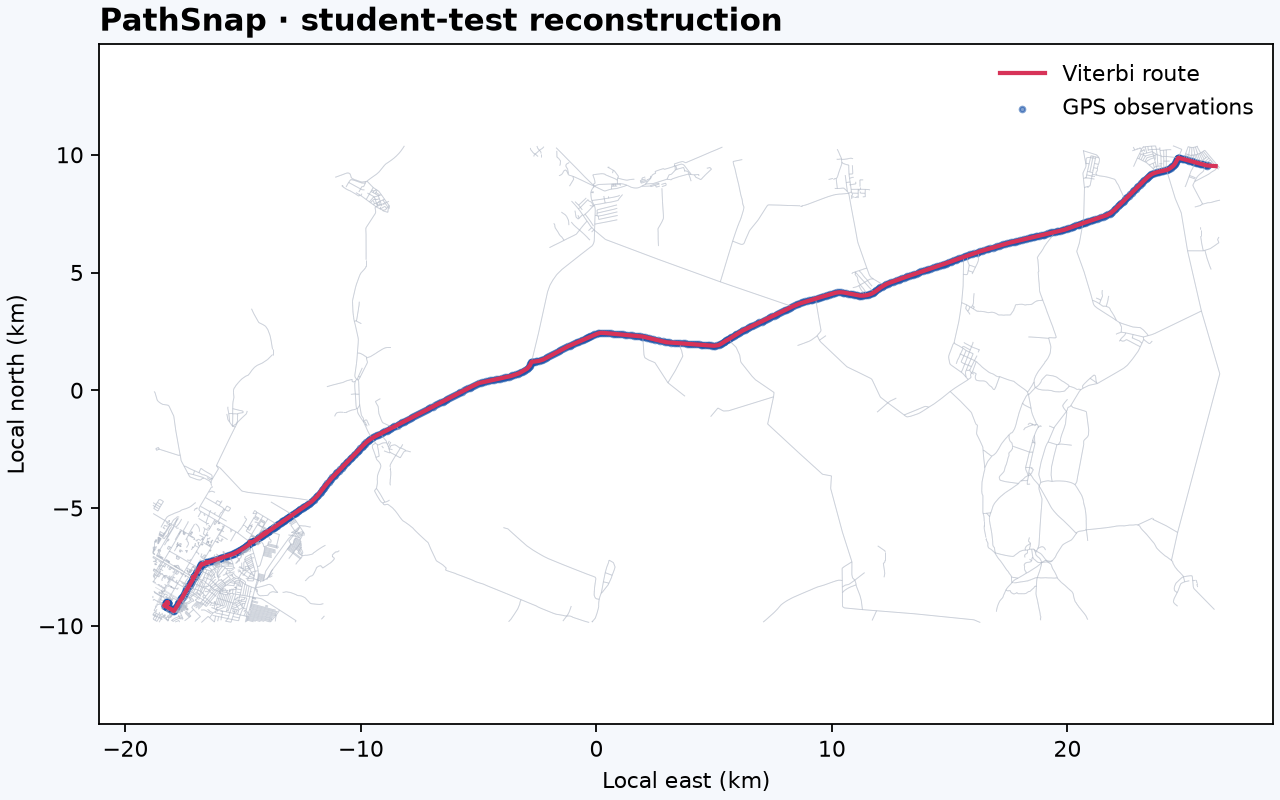 PathSnap · student-test reconstruction
Viterbi route
GPS observations
10
5
0
−5
−10
Local north (km)
−20
−10
0
10
20
Local east (km)